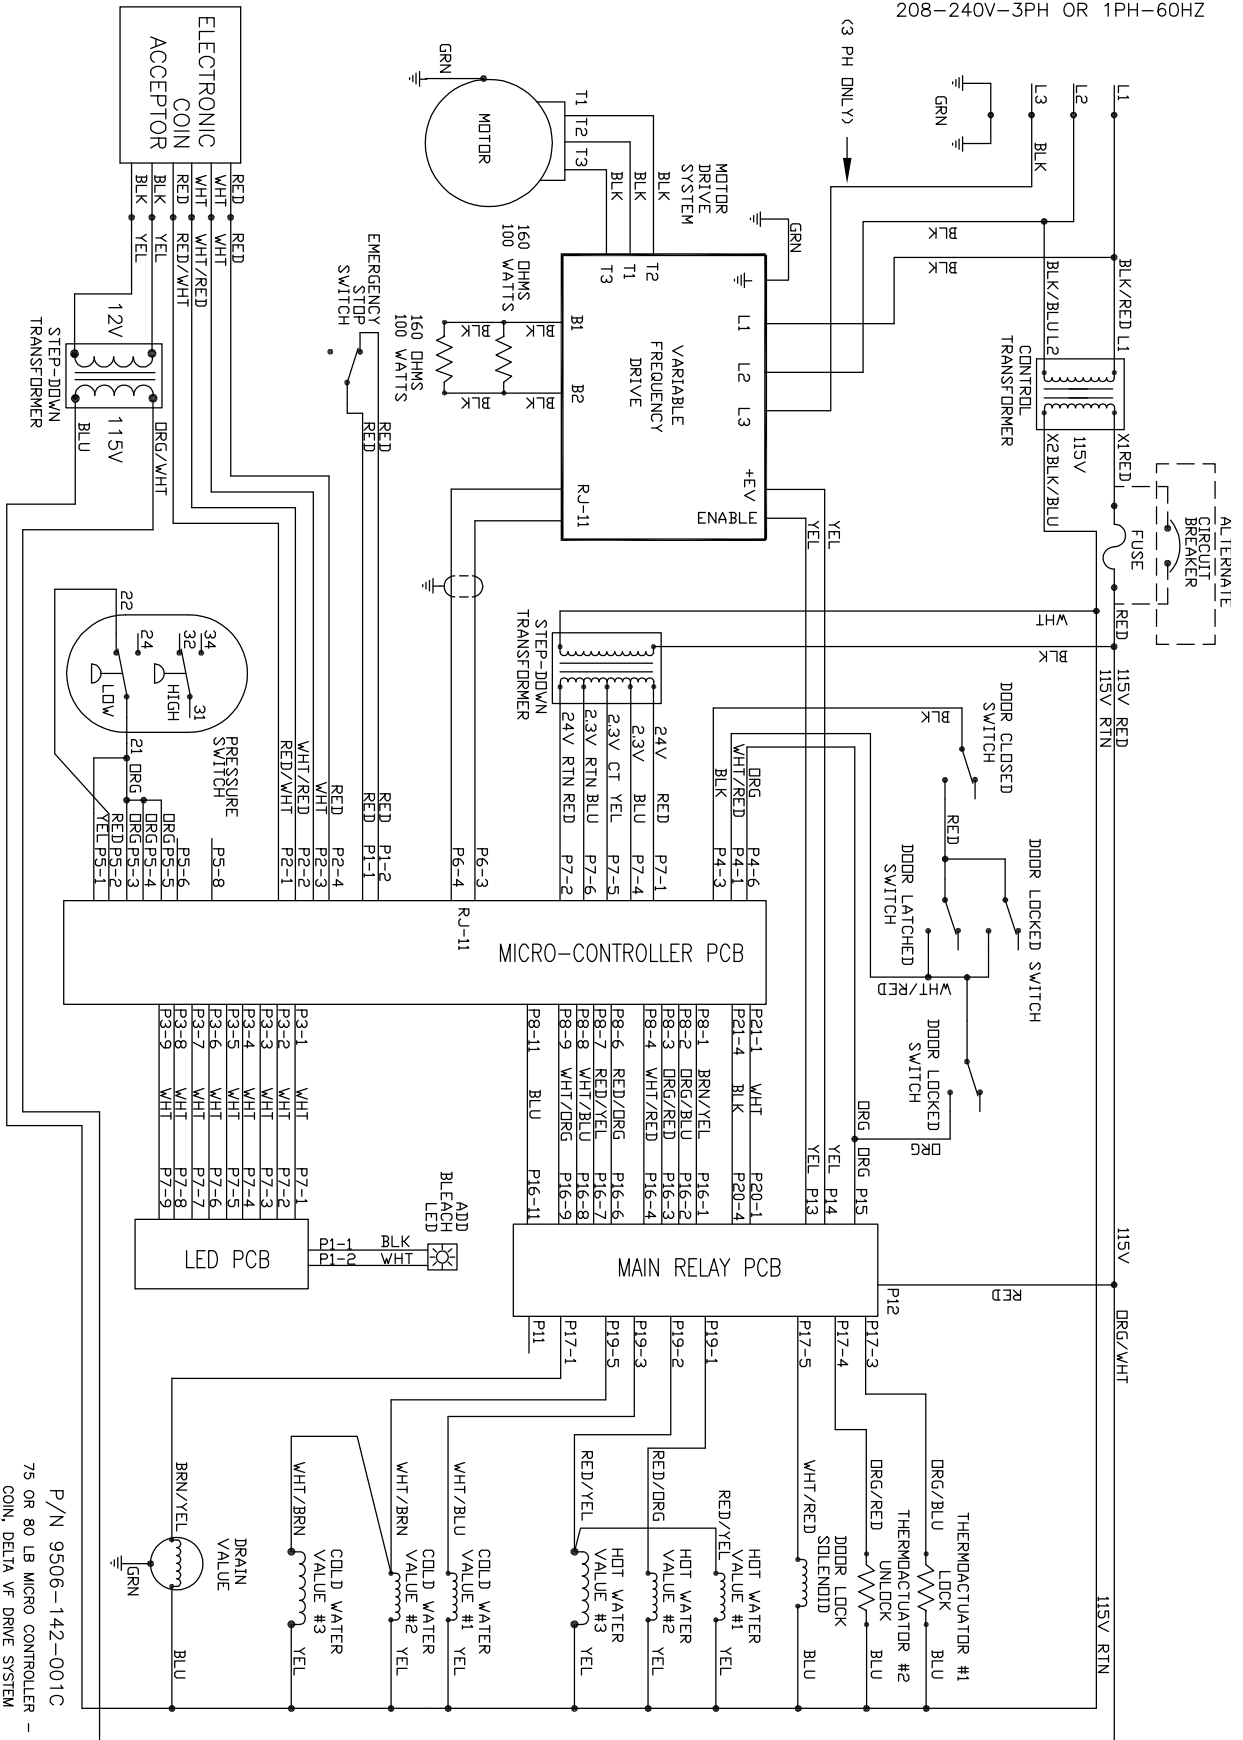 208-240V-3PH OR 1PH-60HZ
(3 PH ONLY)
L1
L2
L3
GRN
BLK
BLK
BLK
BLK/RED L1
BLK/BLU L2
CONTROL
TRANSFORMER
115V
X1 RED
X2 BLK/BLU
ALTERNATE
CIRCUIT
BREAKER
FUSE
RED
WHT
BLK
115V RED
115V RTN
ELECTRONIC
COIN
ACCEPTOR
RED
WHT
WHT
RED
BLK
BLK
RED
WHT
WHT/RED
RED/WHT
YEL
YEL
12V
115V
STEP-DOWN
TRANSFORMER
ORG/WHT
BLU
GRN
MOTOR
T1
T2
T3
BLK
BLK
BLK
MOTOR
DRIVE
SYSTEM
GRN
T2
T1
T3
L1
L2
L3
B1
B2
VARIABLE
FREQUENCY
DRIVE
+EV
ENABLE
RJ-11
YEL
YEL
160 OHMS
100 WATTS
160 OHMS
100 WATTS
BLK
BLK
BLK
BLK
EMERGENCY
STOP
SWITCH
RED
RED
STEP-DOWN
TRANSFORMER
24V RED P7-1
2.3V BLU P7-4
2.3V CT YEL P7-5
2.3V RTN BLU P7-6
24V RTN RED P7-2
22
24
32
34
31
HIGH
LOW
21
ORG
PRESSURE
SWITCH
P5-8
P5-6
ORG P5-5
ORG P5-4
ORG P5-3
RED P5-2
YEL P5-1
RED P2-4
WHT P2-3
WHT/RED P2-2
RED/WHT P2-1
RED P1-2
RED P1-1
P6-3
P6-4
RJ-11
ORG P4-6
WHT/RED P4-1
BLK P4-3
BLK
DOOR CLOSED
SWITCH
RED
DOOR LATCHED
SWITCH
DOOR LOCKED SWITCH
WHT/RED
DOOR LOCKED
SWITCH
ORG
ORG
MICRO-CONTROLLER PCB
P21-1 WHT P20-1
P21-4 BLK P20-4
P8-1 BRN/YEL P16-1
P8-2 ORG/BLU P16-2
P8-3 ORG/RED P16-3
P8-4 WHT/RED P16-4
P8-6 RED/ORG P16-6
P8-7 RED/YEL P16-7
P8-8 WHT/BLU P16-8
P8-9 WHT/ORG P16-9
P8-11 BLU P16-11
ORG P15
YEL P14
YEL P13
P3-1 WHT P7-1
P3-2 WHT P7-2
P3-3 WHT P7-3
P3-4 WHT P7-4
P3-5 WHT P7-5
P3-6 WHT P7-6
P3-7 WHT P7-7
P3-8 WHT P7-8
P3-9 WHT P7-9
LED PCB
P1-1 BLK
P1-2 WHT
ADD
BLEACH
LED
MAIN RELAY PCB
P12
RED
115V
ORG/WHT
115V RTN
P17-3
P17-4
P17-5
P19-1
P19-2
P19-3
P19-5
P17-1
P11
ORG/BLU
THERMOACTUATOR #1
LOCK
BLU
ORG/RED
THERMOACTUATOR #2
UNLOCK
BLU
WHT/RED
DOOR LOCK
SOLENOID
BLU
RED/YEL
HOT WATER
VALUE #1
YEL
RED/ORG
HOT WATER
VALUE #2
YEL
RED/YEL
HOT WATER
VALUE #3
YEL
WHT/BLU
COLD WATER
VALUE #1
YEL
WHT/BRN
COLD WATER
VALUE #2
YEL
WHT/BRN
COLD WATER
VALUE #3
YEL
BRN/YEL
DRAIN
VALUE
GRN
BLU
P/N 9506-142-001C
75 OR 80 LB MICRO CONTROLLER -
COIN, DELTA VF DRIVE SYSTEM